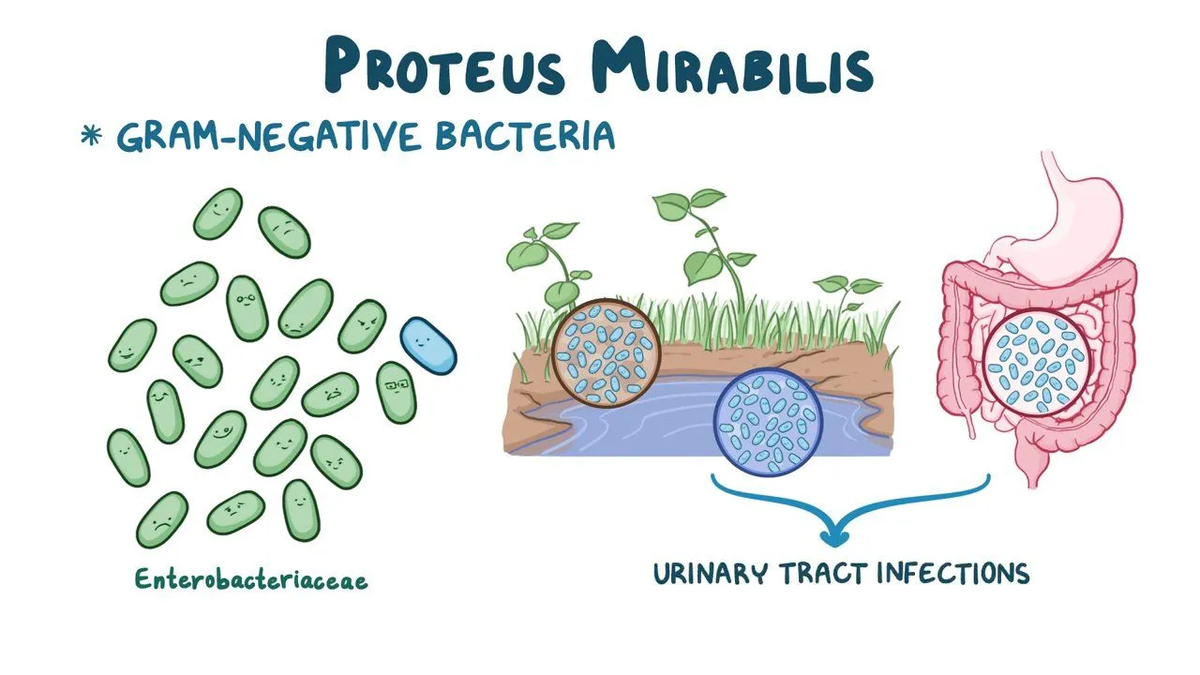 PROTEUS MIRABILIS
* GRAM-NEGATIVE BACTERIA
Enterobacteriaceae
URINARY TRACT INFECTIONS